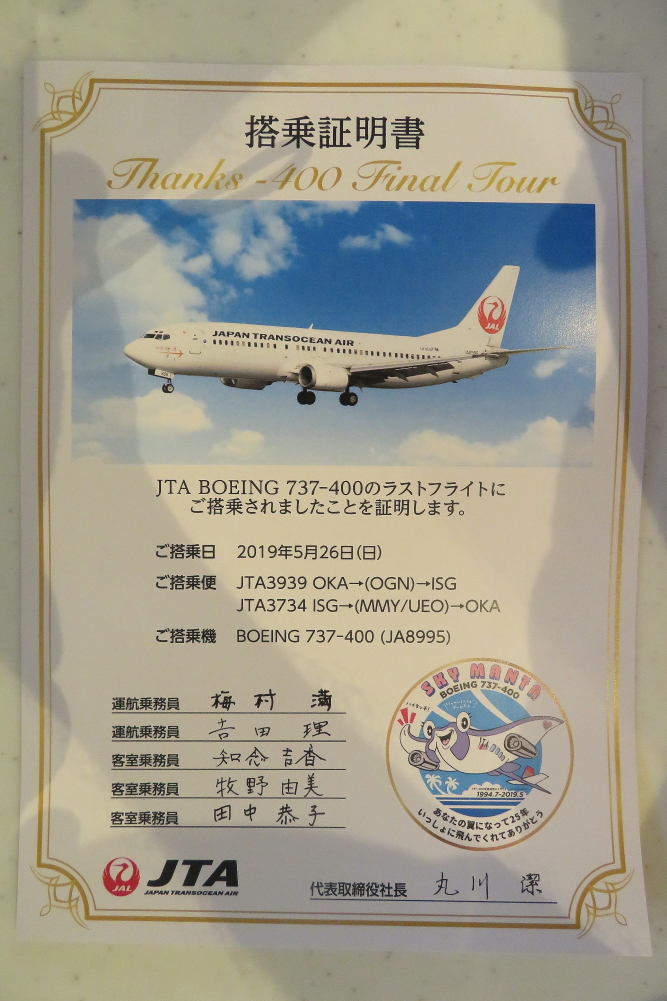 搭乗証明書
Thanks -400 Final Tour
JAPAN TRANSOCEAN AIR
JAL
JTA BOEING 737-400のラストフライトに
ご搭乗されましたことを証明します。
ご搭乗日 2019年5月26日(日)
ご搭乗便 JTA3939 OKA→(OGN)→ISG
JTA3734 ISG→(MMY/UEO)→OKA
ご搭乗機 BOEING 737-400 (JA8995)
運航乗務員 梅村 満
運航乗務員 吉田 理
客室乗務員 知念吉香
客室乗務員 牧野由美
客室乗務員 田中恭子
SKY MANTA
BOEING 737-400
ハイタッチ!
JTA
1994.7-2019.5
あなたの翼になって25年
いっしょに飛んでくれてありがとう
JAL
JTA
JAPAN TRANSOCEAN AIR
代表取締役社長 丸川 潔